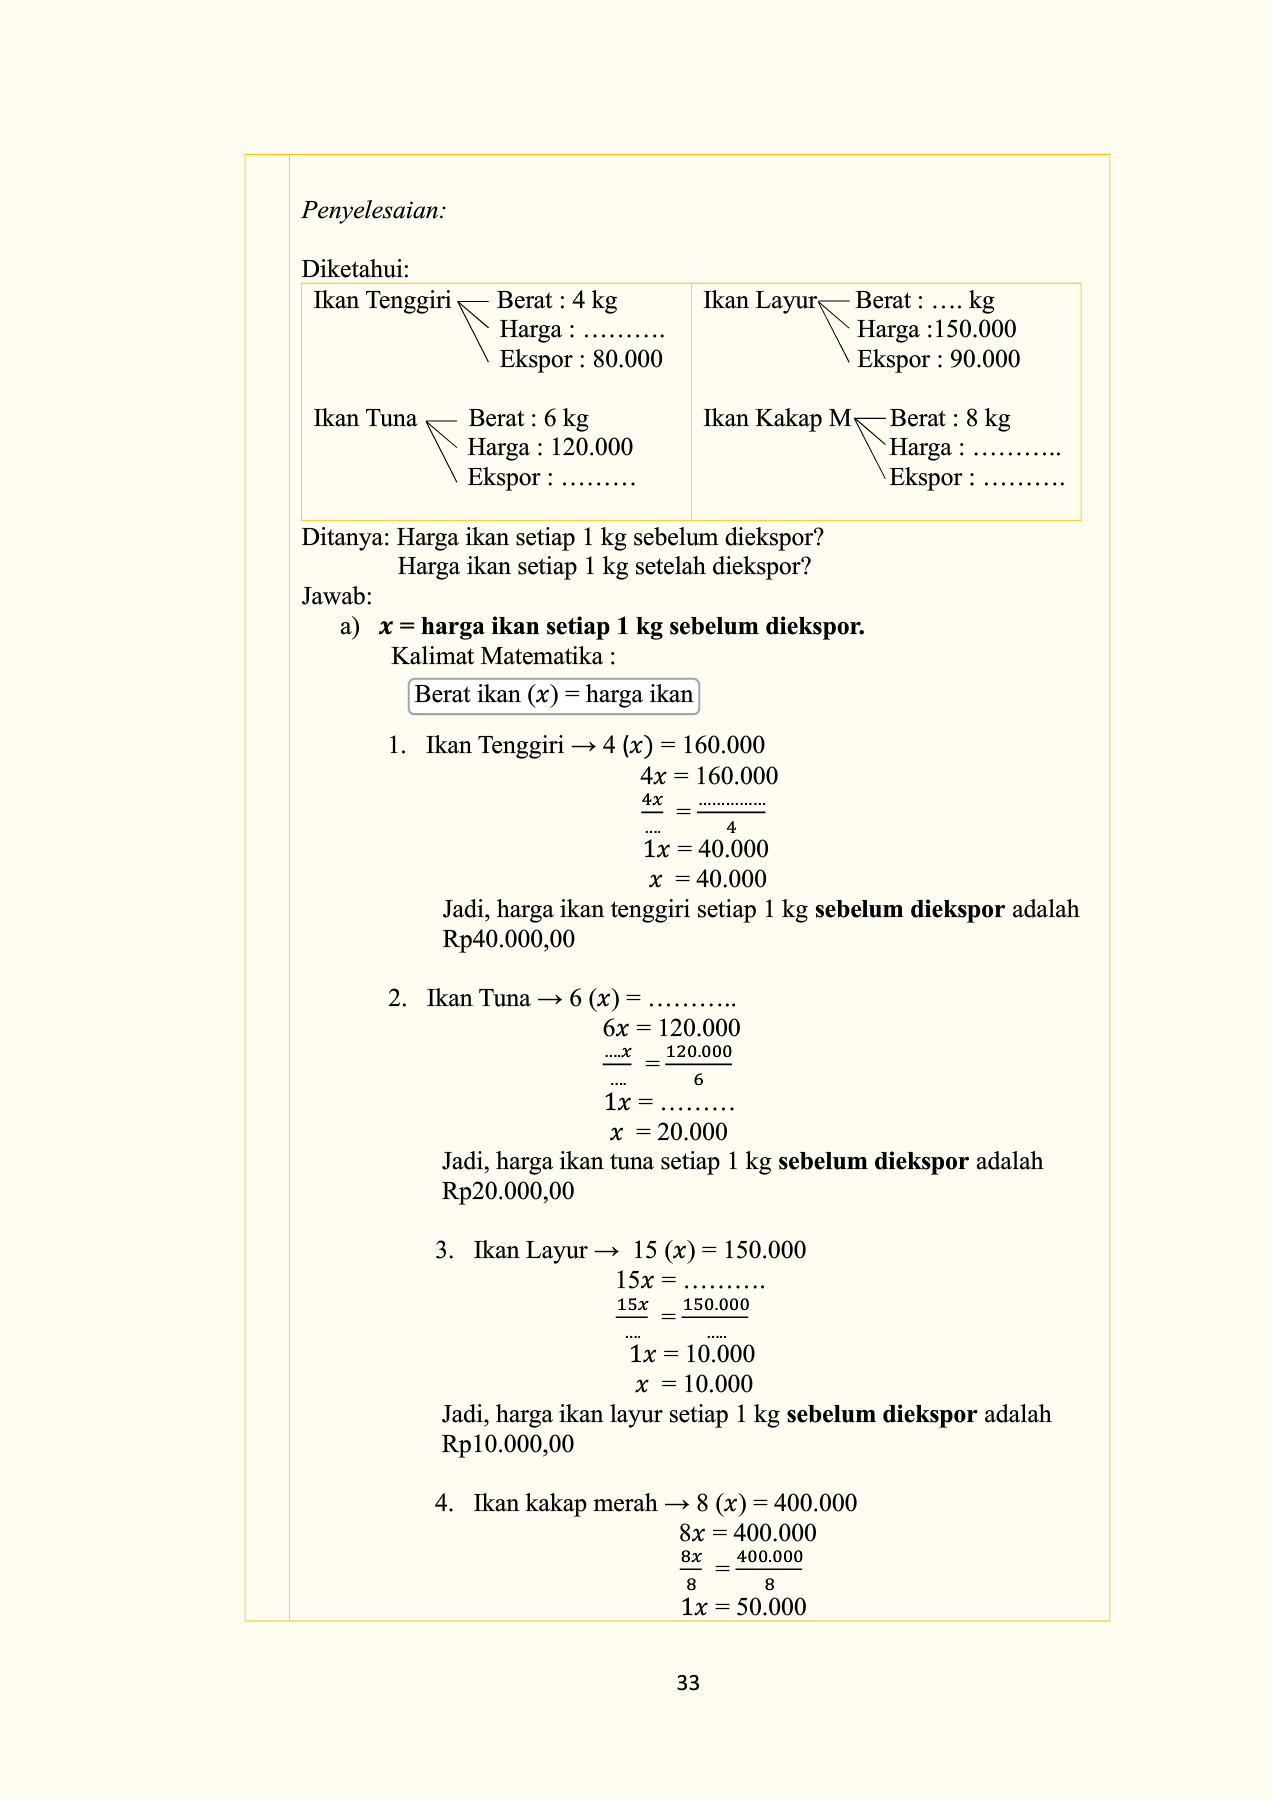 Penyelesaian:
Diketahui:
Ikan Tenggiri Berat : 4 kg
Harga : ……….
Ekspor : 80.000
Ikan Tuna Berat : 6 kg
Harga : 120.000
Ekspor : ………
Ikan Layur Berat : …. kg
Harga :150.000
Ekspor : 90.000
Ikan Kakap M Berat : 8 kg
Harga : ………..
Ekspor : ……….
Ditanya: Harga ikan setiap 1 kg sebelum diekspor?
Harga ikan setiap 1 kg setelah diekspor?
Jawab:
a) x = harga ikan setiap 1 kg sebelum diekspor.
Kalimat Matematika :
Berat ikan (x) = harga ikan
1. Ikan Tenggiri → 4 (x) = 160.000
4x = 160.000
4x/…. = ……………/4
1x = 40.000
x = 40.000
Jadi, harga ikan tenggiri setiap 1 kg sebelum diekspor adalah
Rp40.000,00
2. Ikan Tuna → 6 (x) = ………..
6x = 120.000
….x/…. = 120.000/6
1x = ………
x = 20.000
Jadi, harga ikan tuna setiap 1 kg sebelum diekspor adalah
Rp20.000,00
3. Ikan Layur → 15 (x) = 150.000
15x = ……….
15x/…. = 150.000/…..
1x = 10.000
x = 10.000
Jadi, harga ikan layur setiap 1 kg sebelum diekspor adalah
Rp10.000,00
4. Ikan kakap merah → 8 (x) = 400.000
8x = 400.000
8x/8 = 400.000/8
1x = 50.000
33